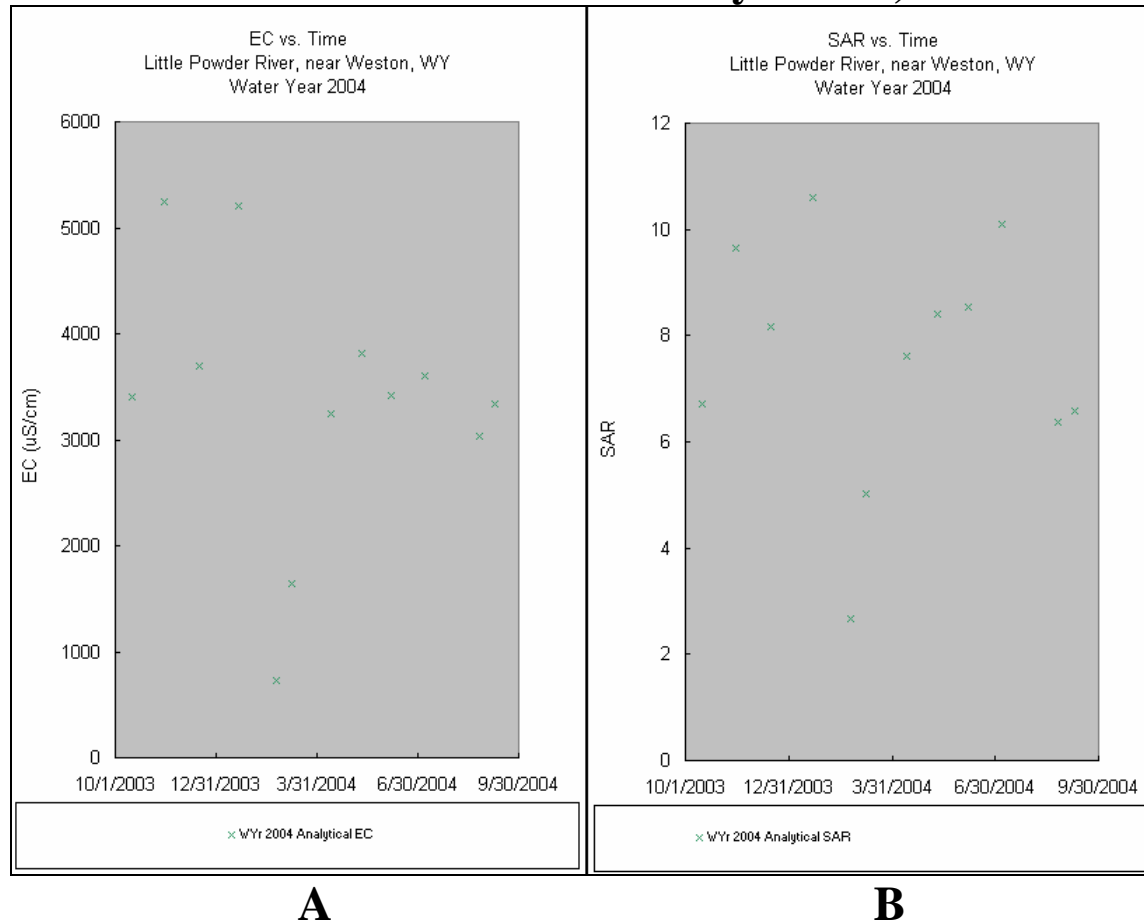 EC vs. Time
Little Powder River, near Weston, WY
Water Year 2004
6000
5000
4000
3000
2000
1000
0
EC (uS/cm)
10/1/2003 12/31/2003 3/31/2004 6/30/2004 9/30/2004
WYr 2004 Analytical EC
SAR vs. Time
Little Powder River, near Weston, WY
Water Year 2004
12
10
8
6
4
2
0
SAR
10/1/2003 12/31/2003 3/31/2004 6/30/2004 9/30/2004
WYr 2004 Analytical SAR
A B